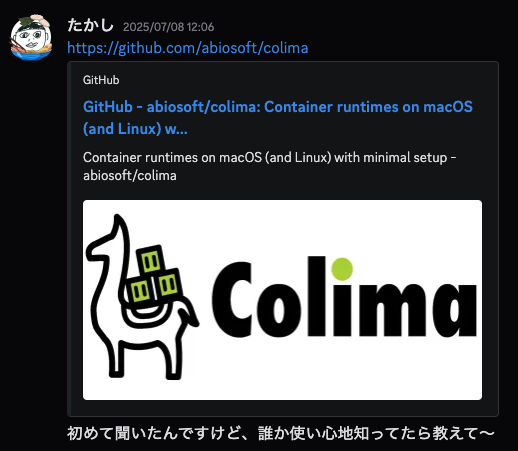 たかし 2025/07/08 12:06
https://github.com/abiosoft/colima
GitHub
GitHub - abiosoft/colima: Container runtimes on macOS
(and Linux) w...
Container runtimes on macOS (and Linux) with minimal setup -
abiosoft/colima
Colima
初めて聞いたんですけど、誰か使い心地知ってたら教えて〜